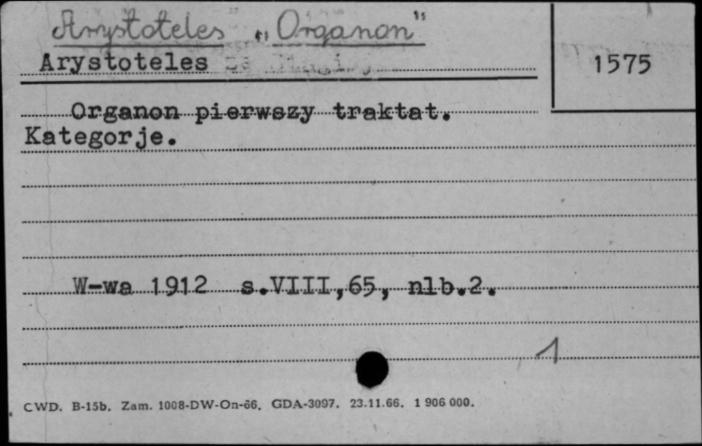 Arystoteles „Organon"
Arystoteles
1575
Organon pierwszy traktat.
Kategorje.
W-wa 1912 s.VIII,65, nlb.2.
1
CWD. B-15b. Zam. 1008-DW-On-66. GDA-3097. 23.11.66. 1 906 000.